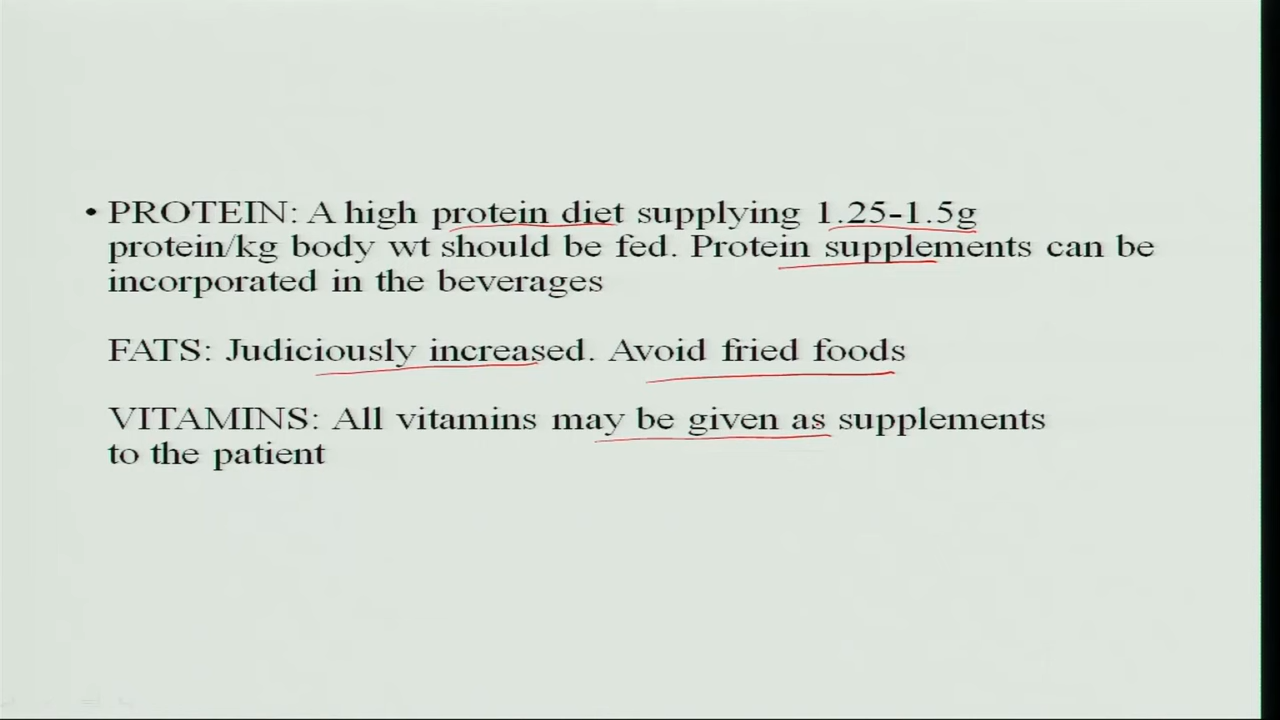 • PROTEIN: A high protein diet supplying 1.25-1.5g
protein/kg body wt should be fed. Protein supplements can be
incorporated in the beverages
FATS: Judiciously increased. Avoid fried foods
VITAMINS: All vitamins may be given as supplements
to the patient